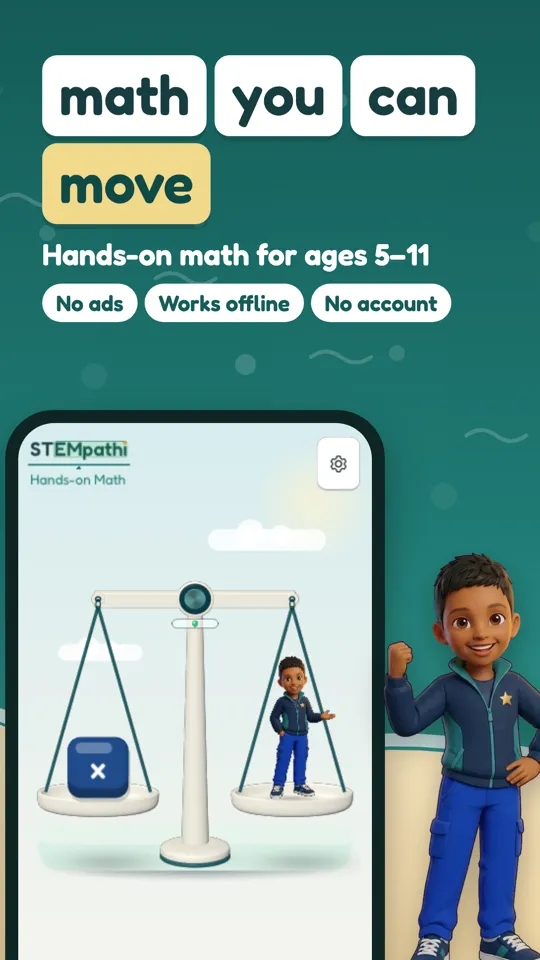 math you can
move
Hands-on math for ages 5–11
No ads Works offline No account
STEMpathi
Hands-on Math
x